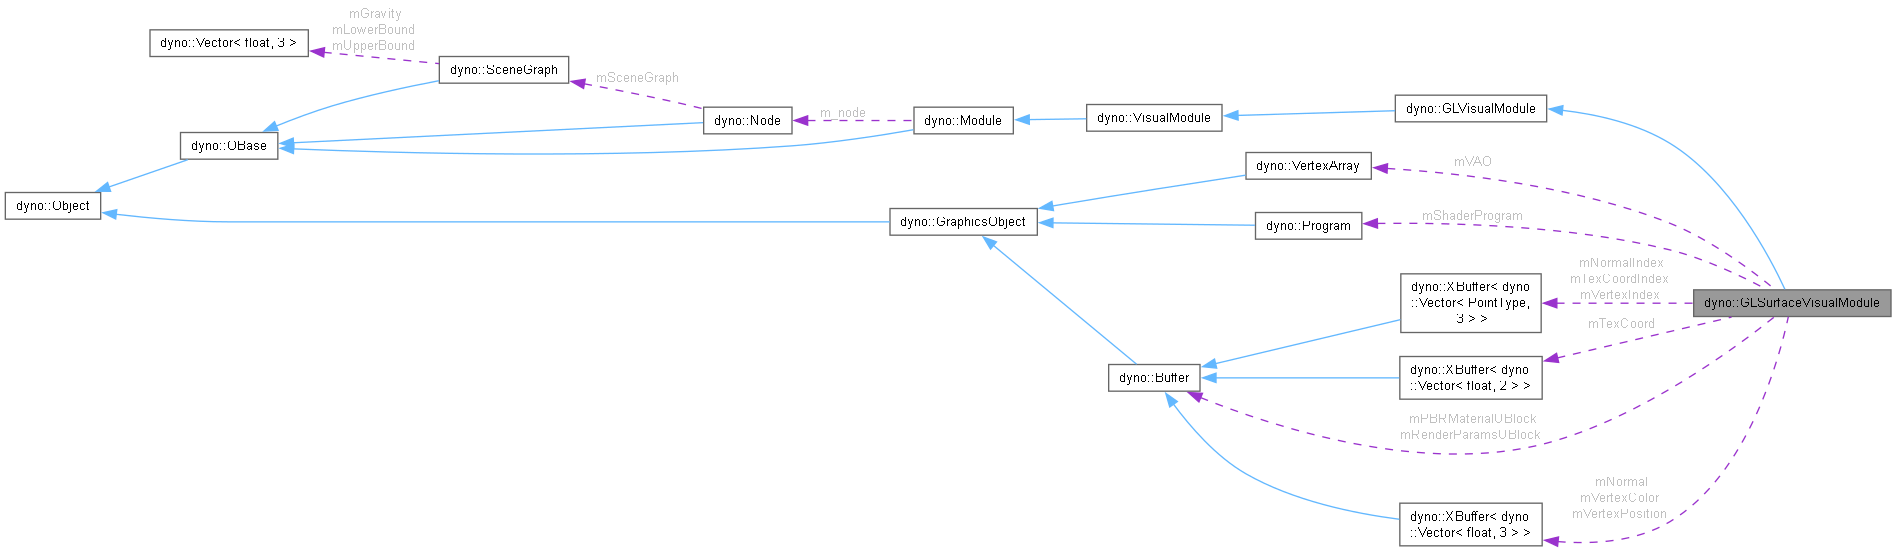 mGravity
mLowerBound
mUpperBound
dyno::Vector< float, 3 >
dyno::SceneGraph
mSceneGraph
dyno::Node
m_node
dyno::Module
dyno::VisualModule
dyno::GLVisualModule
dyno::OBase
dyno::Object
dyno::VertexArray
mVAO
dyno::GraphicsObject
dyno::Program
mShaderProgram
mNormalIndex
mTexCoordIndex
mVertexIndex
dyno::XBuffer< dyno
::Vector< PointType,
3 > >
dyno::GLSurfaceVisualModule
mTexCoord
dyno::Buffer
dyno::XBuffer< dyno
::Vector< float, 2 > >
mPBRMaterialUBlock
mRenderParamsUBlock
mNormal
mVertexColor
mVertexPosition
dyno::XBuffer< dyno
::Vector< float, 3 > >